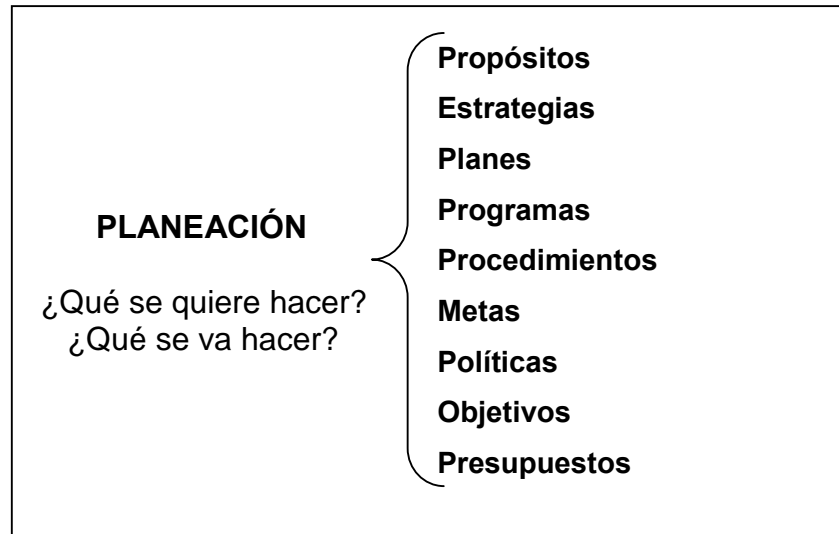 PLANEACIÓN
¿Qué se quiere hacer?
¿Qué se va hacer?
Propósitos
Estrategias
Planes
Programas
Procedimientos
Metas
Políticas
Objetivos
Presupuestos